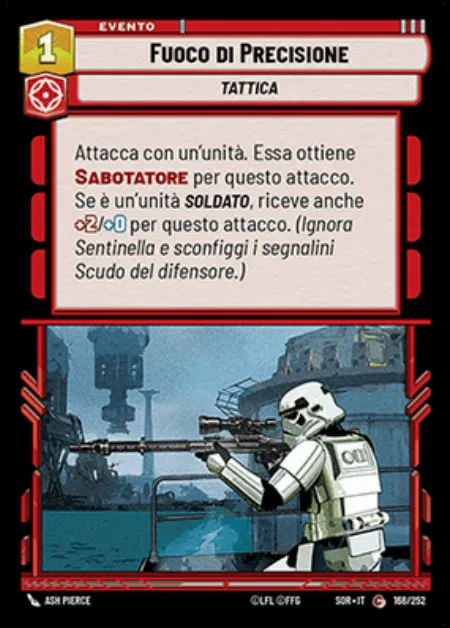 EVENTO
1
FUOCO DI PRECISIONE
TATTICA
Attacca con un'unità. Essa ottiene
SABOTATORE per questo attacco.
Se è un'unità SOLDATO, riceve anche
+2/+0 per questo attacco. (Ignora
Sentinella e sconfiggi i segnalini
Scudo del difensore.)
ASH PIERCE
©LFL ©FFG
SOR • IT
C
168/252